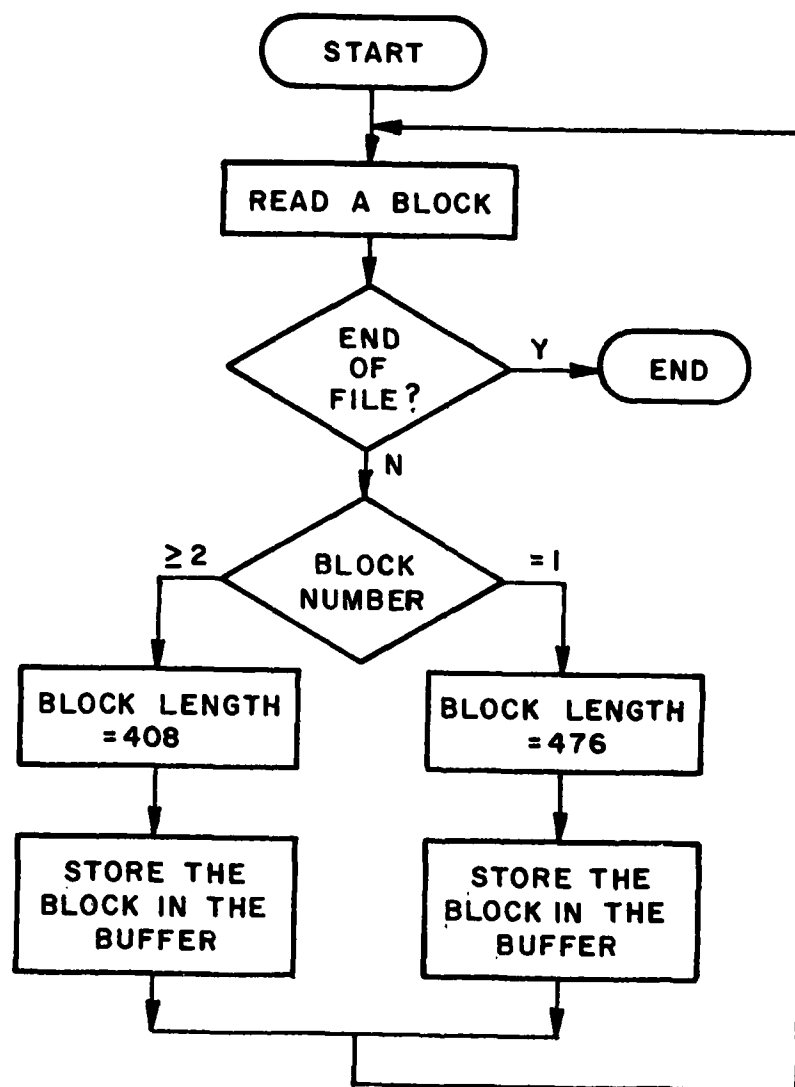 START
READ A BLOCK
END
OF
FILE?
Y
END
N
≥2
BLOCK
NUMBER
=1
BLOCK LENGTH
=408
BLOCK LENGTH
=476
STORE THE
BLOCK IN THE
BUFFER
STORE THE
BLOCK IN THE
BUFFER